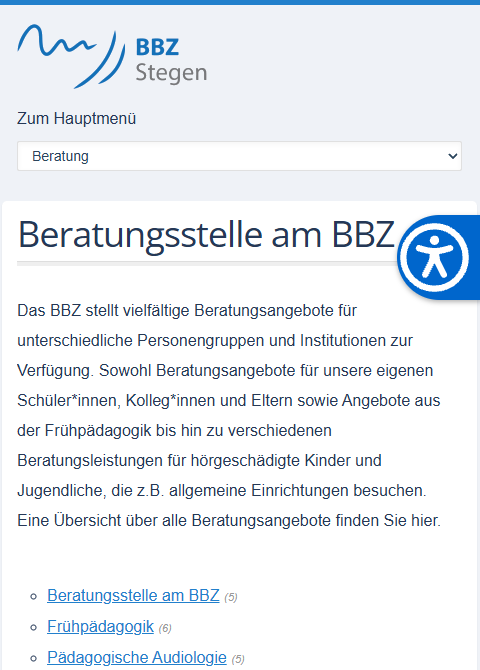 BBZ
Stegen
Zum Hauptmenü
Beratung
Beratungsstelle am BBZ
Das BBZ stellt vielfältige Beratungsangebote für
unterschiedliche Personengruppen und Institutionen zur
Verfügung. Sowohl Beratungsangebote für unsere eigenen
Schüler*innen, Kolleg*innen und Eltern sowie Angebote aus
der Frühpädagogik bis hin zu verschiedenen
Beratungsleistungen für hörgeschädigte Kinder und
Jugendliche, die z.B. allgemeine Einrichtungen besuchen.
Eine Übersicht über alle Beratungsangebote finden Sie hier.
Beratungsstelle am BBZ (5)
Frühpädagogik (6)
Pädagogische Audiologie (5)